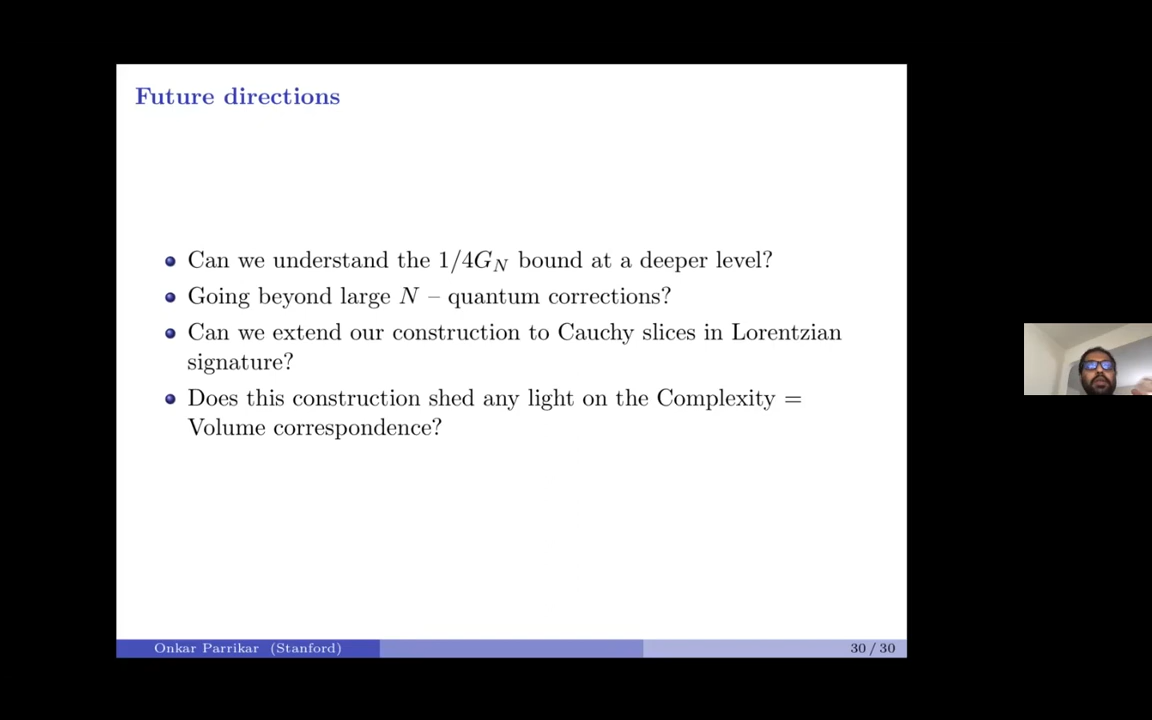 Future directions
Can we understand the 1/4G_N bound at a deeper level?
Going beyond large N – quantum corrections?
Can we extend our construction to Cauchy slices in Lorentzian
signature?
Does this construction shed any light on the Complexity =
Volume correspondence?
Onkar Parrikar (Stanford)
30 / 30